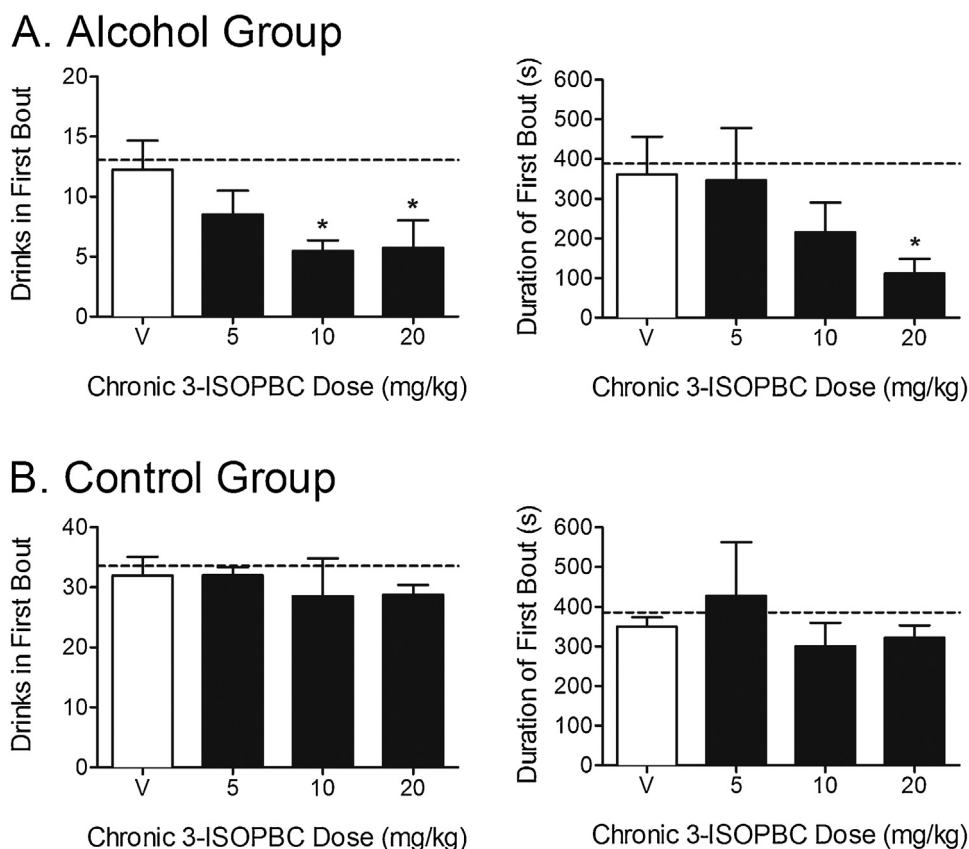 A. Alcohol Group
Drinks in First Bout
20
15
10
5
0
*
*
V 5 10 20
Chronic 3-ISOPBC Dose (mg/kg)
Duration of First Bout (s)
600
500
400
300
200
100
0
*
V 5 10 20
Chronic 3-ISOPBC Dose (mg/kg)
B. Control Group
Drinks in First Bout
40
30
20
10
0
V 5 10 20
Chronic 3-ISOPBC Dose (mg/kg)
Duration of First Bout (s)
600
500
400
300
200
100
0
V 5 10 20
Chronic 3-ISOPBC Dose (mg/kg)